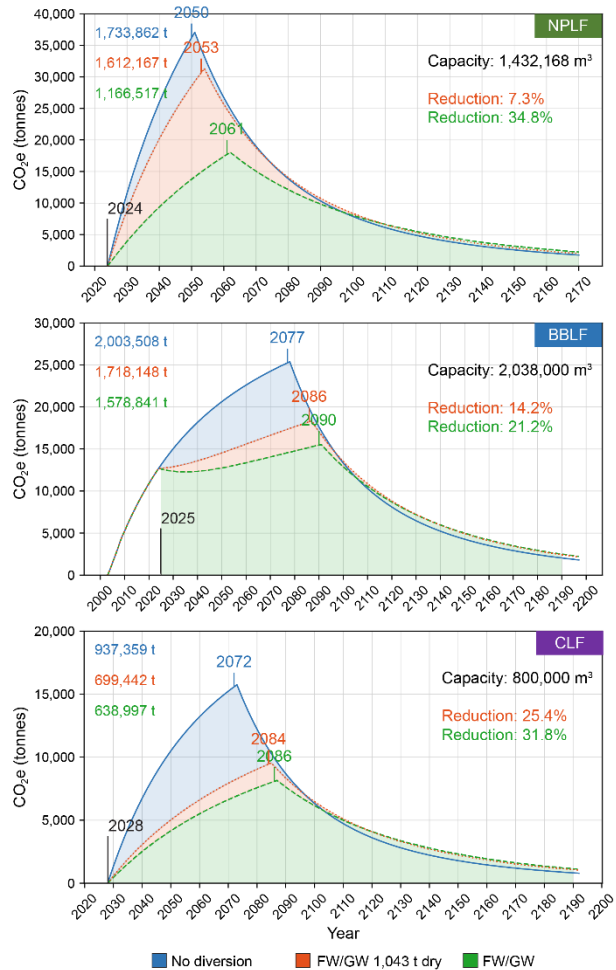 NPLF
2050
1,733,862 t
2053
1,612,167 t
1,166,517 t
2061
2024
Capacity: 1,432,168 m³
Reduction: 7.3%
Reduction: 34.8%
CO₂e (tonnes)
40,000
35,000
30,000
25,000
20,000
15,000
10,000
5,000
0
2020 2030 2040 2050 2060 2070 2080 2090 2100 2110 2120 2130 2140 2150 2160 2170
BBLF
2077
2,003,508 t
1,718,148 t
1,578,841 t
2086
2090
2025
Capacity: 2,038,000 m³
Reduction: 14.2%
Reduction: 21.2%
CO₂e (tonnes)
30,000
25,000
20,000
15,000
10,000
5,000
0
2000 2010 2020 2030 2040 2050 2060 2070 2080 2090 2100 2110 2120 2130 2140 2150 2160 2170 2180 2190 2200
CLF
2072
937,359 t
699,442 t
638,997 t
2084
2086
2028
Capacity: 800,000 m³
Reduction: 25.4%
Reduction: 31.8%
CO₂e (tonnes)
20,000
15,000
10,000
5,000
0
2020 2030 2040 2050 2060 2070 2080 2090 2100 2110 2120 2130 2140 2150 2160 2170 2180 2190 2200
Year
No diversion FW/GW 1,043 t dry FW/GW